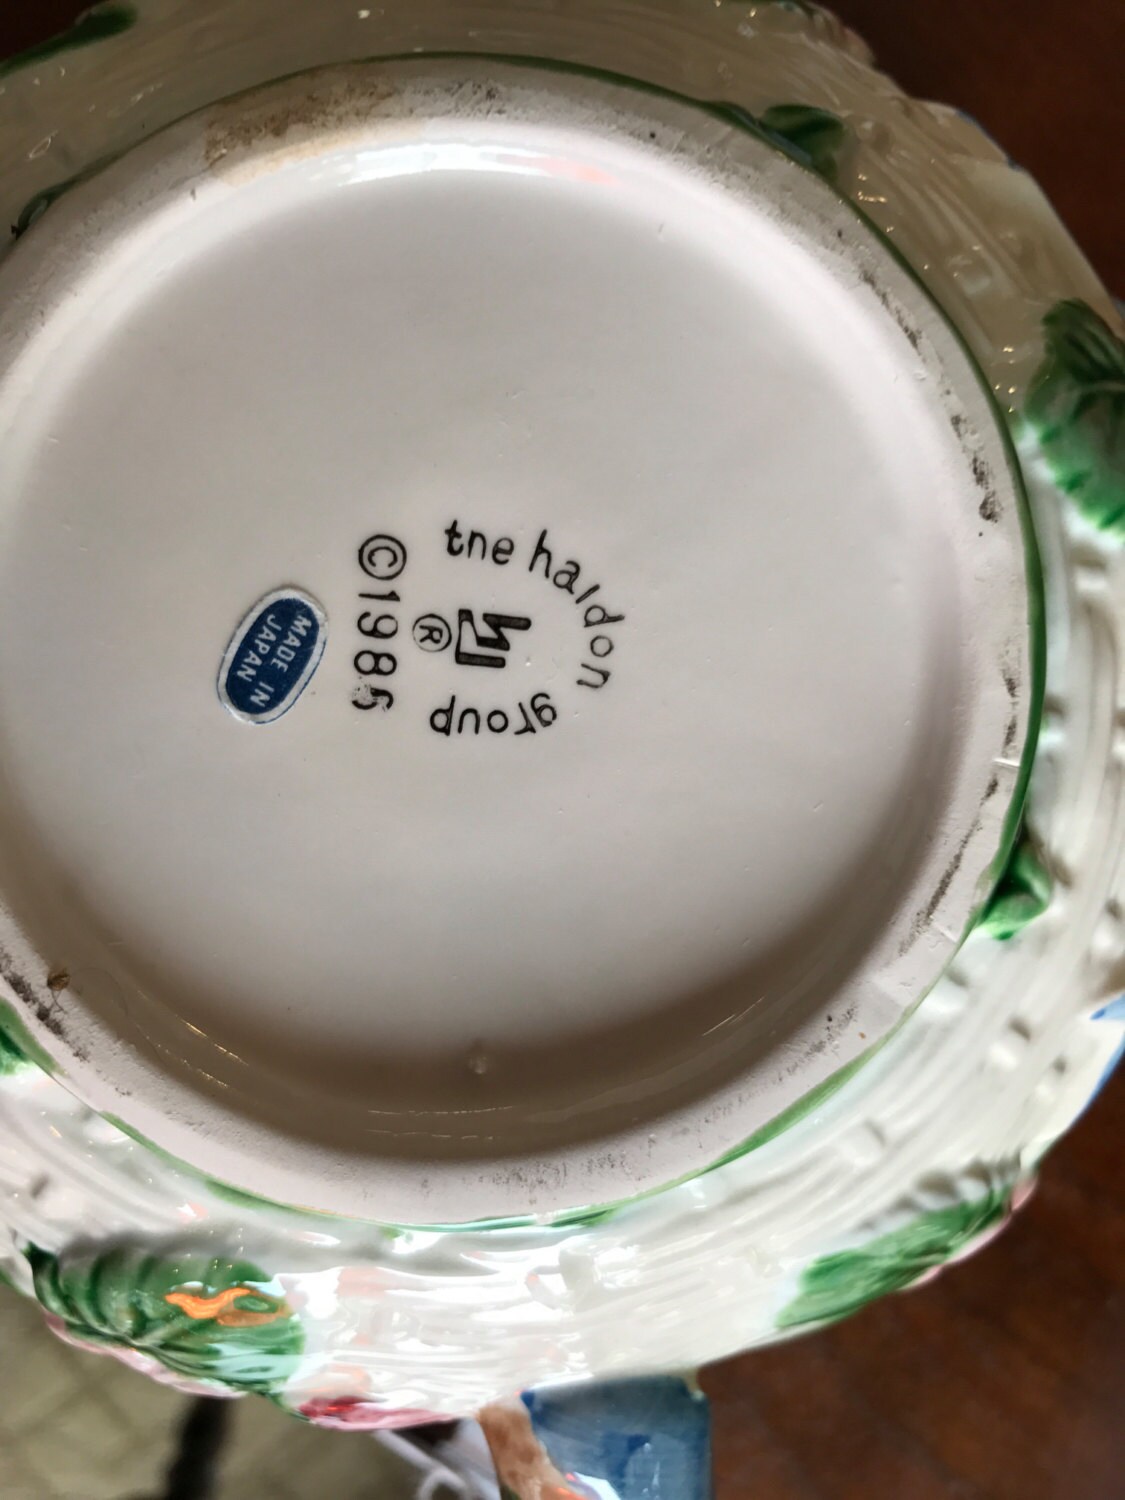 the haldon
group
®
©1985
MADE IN
JAPAN